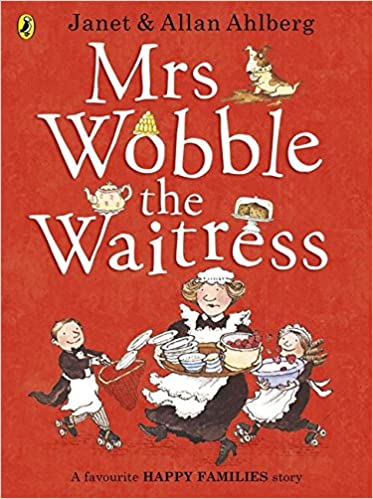 Janet & Allan Ahlberg
Mrs
Wobble
the
Waitress
A favourite HAPPY FAMILIES story